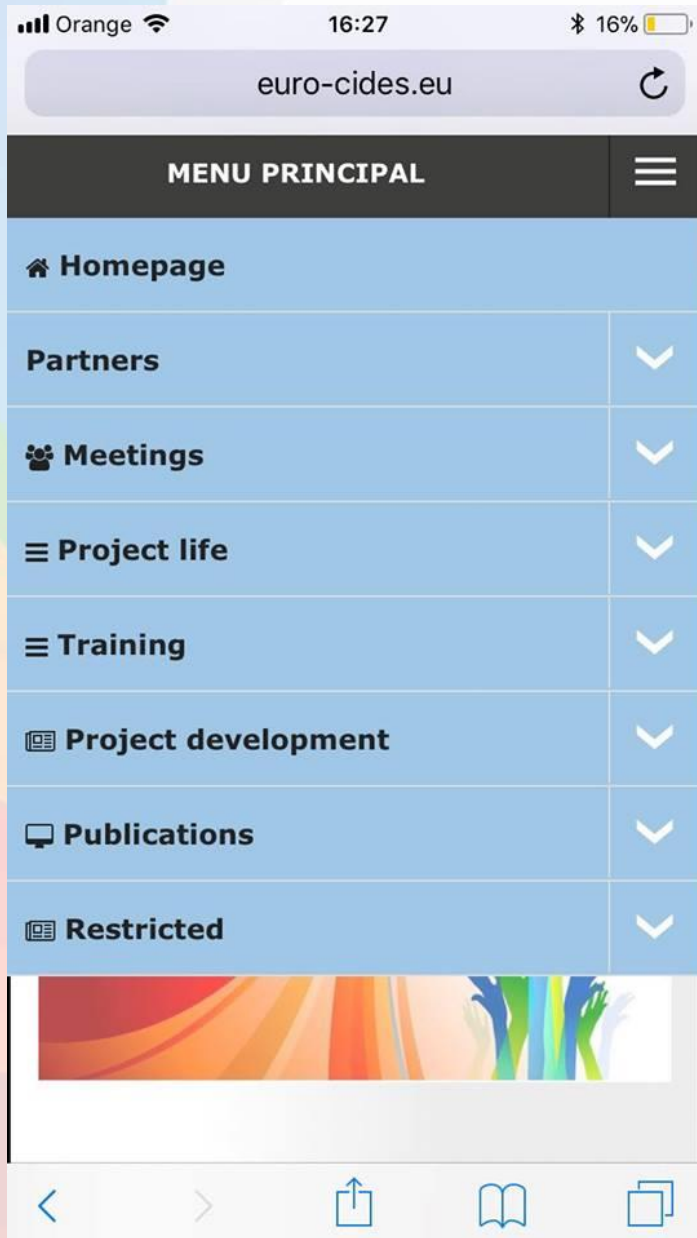 Orange 16:27 16%
euro-cides.eu
MENU PRINCIPAL
Homepage
Partners
Meetings
Project life
Training
Project development
Publications
Restricted